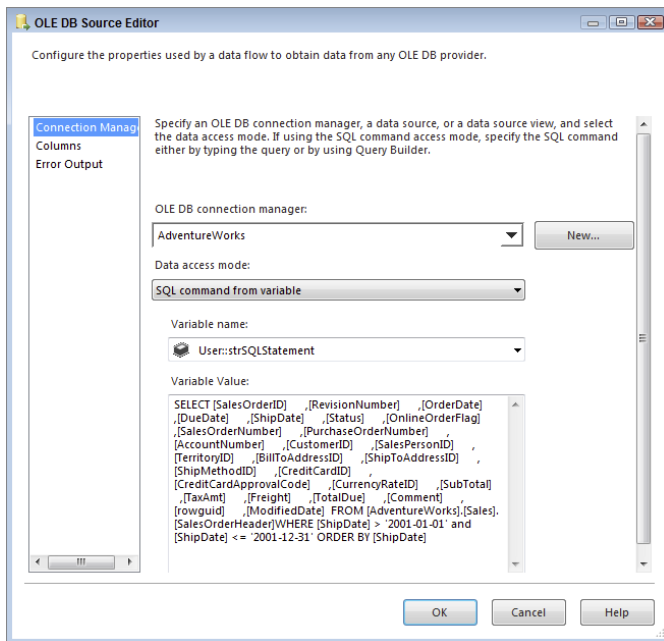 OLE DB Source Editor
Configure the properties used by a data flow to obtain data from any OLE DB provider.
Connection Manag
Columns
Error Output
Specify an OLE DB connection manager, a data source, or a data source view, and select
the data access mode. If using the SQL command access mode, specify the SQL command
either by typing the query or by using Query Builder.
OLE DB connection manager:
AdventureWorks
New...
Data access mode:
SQL command from variable
Variable name:
User::strSQLStatement
Variable Value:
SELECT [SalesOrderID] ,[RevisionNumber] ,[OrderDate]
,[DueDate] ,[ShipDate] ,[Status] ,[OnlineOrderFlag]
,[SalesOrderNumber] ,[PurchaseOrderNumber] ,
[AccountNumber] ,[CustomerID] ,[SalesPersonID] ,
[TerritoryID] ,[BillToAddressID] ,[ShipToAddressID] ,
[ShipMethodID] ,[CreditCardID] ,
[CreditCardApprovalCode] ,[CurrencyRateID] ,[SubTotal]
,[TaxAmt] ,[Freight] ,[TotalDue] ,[Comment] ,
[rowguid] ,[ModifiedDate] FROM [AdventureWorks].[Sales].
[SalesOrderHeader]WHERE [ShipDate] > '2001-01-01' and
[ShipDate] <= '2001-12-31' ORDER BY [ShipDate]
OK
Cancel
Help